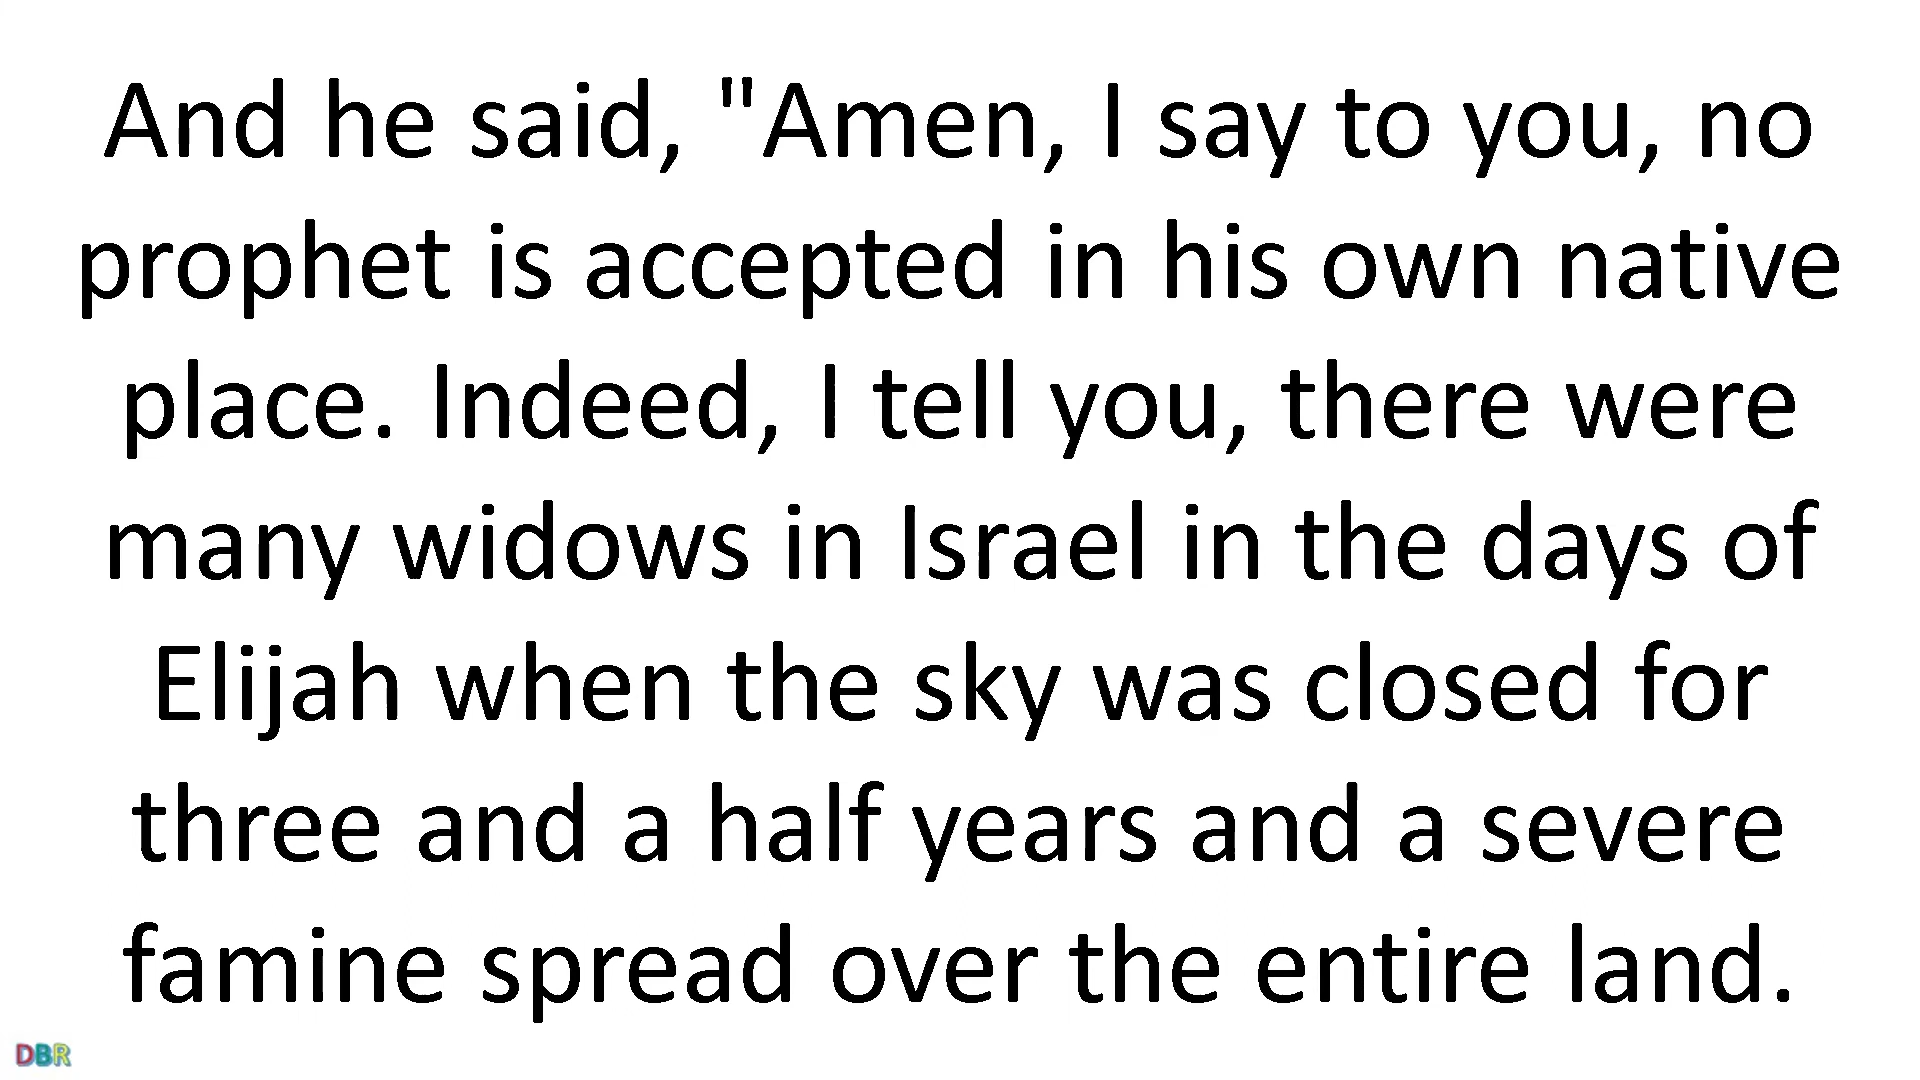 And he said, "Amen, I say to you, no
prophet is accepted in his own native
place. Indeed, I tell you, there were
many widows in Israel in the days of
Elijah when the sky was closed for
three and a half years and a severe
famine spread over the entire land.
DBR